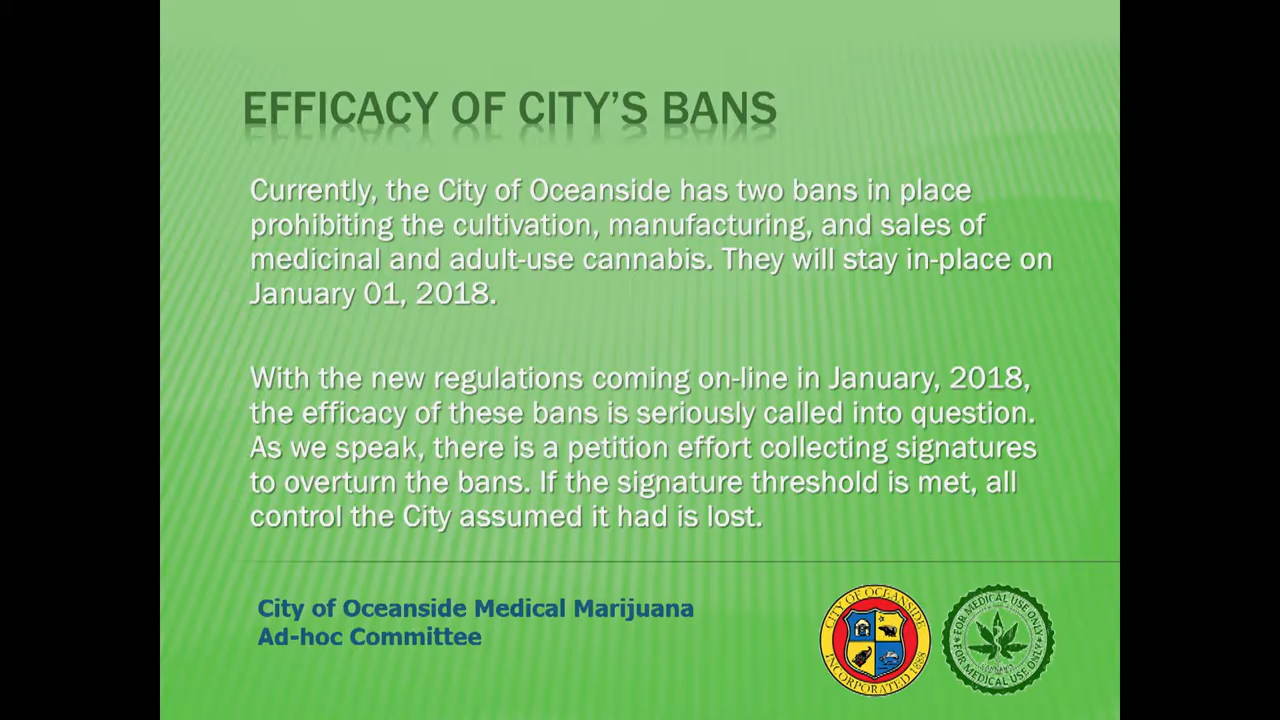 EFFICACY OF CITY’S BANS
Currently, the City of Oceanside has two bans in place
prohibiting the cultivation, manufacturing, and sales of
medicinal and adult-use cannabis. They will stay in-place on
January 01, 2018.
With the new regulations coming on-line in January, 2018,
the efficacy of these bans is seriously called into question.
As we speak, there is a petition effort collecting signatures
to overturn the bans. If the signature threshold is met, all
control the City assumed it had is lost.
City of Oceanside Medical Marijuana
Ad-hoc Committee
CITY OF OCEANSIDE
INCORPORATED 1888
FOR MEDICAL USE ONLY
FOR MEDICAL USE ONLY